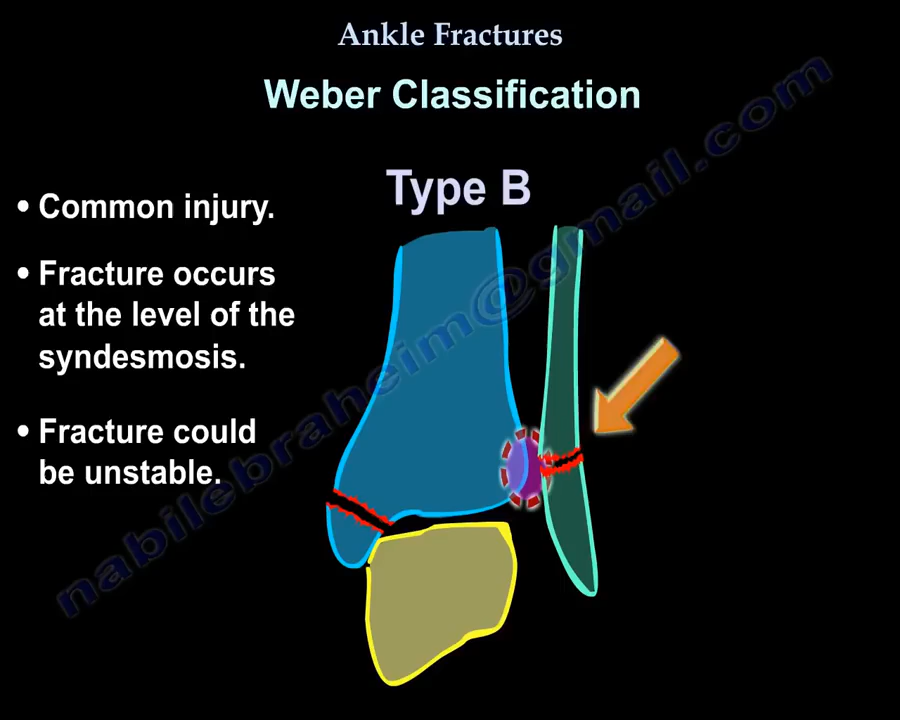 Ankle Fractures
Weber Classification
Type B
• Common injury.
• Fracture occurs
at the level of the
syndesmosis.
• Fracture could
be unstable.
nabilebraheim@gmail.com